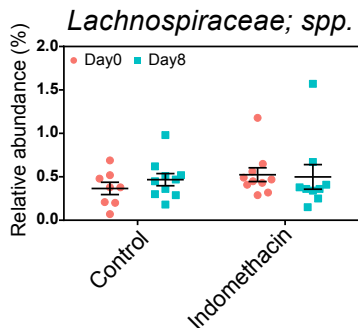 Lachnospiraceae; spp.
Day0 Day8
Relative abundance (%)
2.0
1.5
1.0
0.5
0.0
Control
Indomethacin